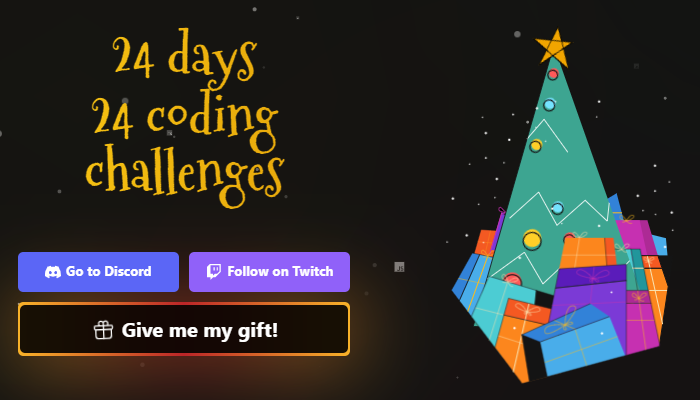 24 days
24 coding
challenges
Go to Discord
Follow on Twitch
Give me my gift!